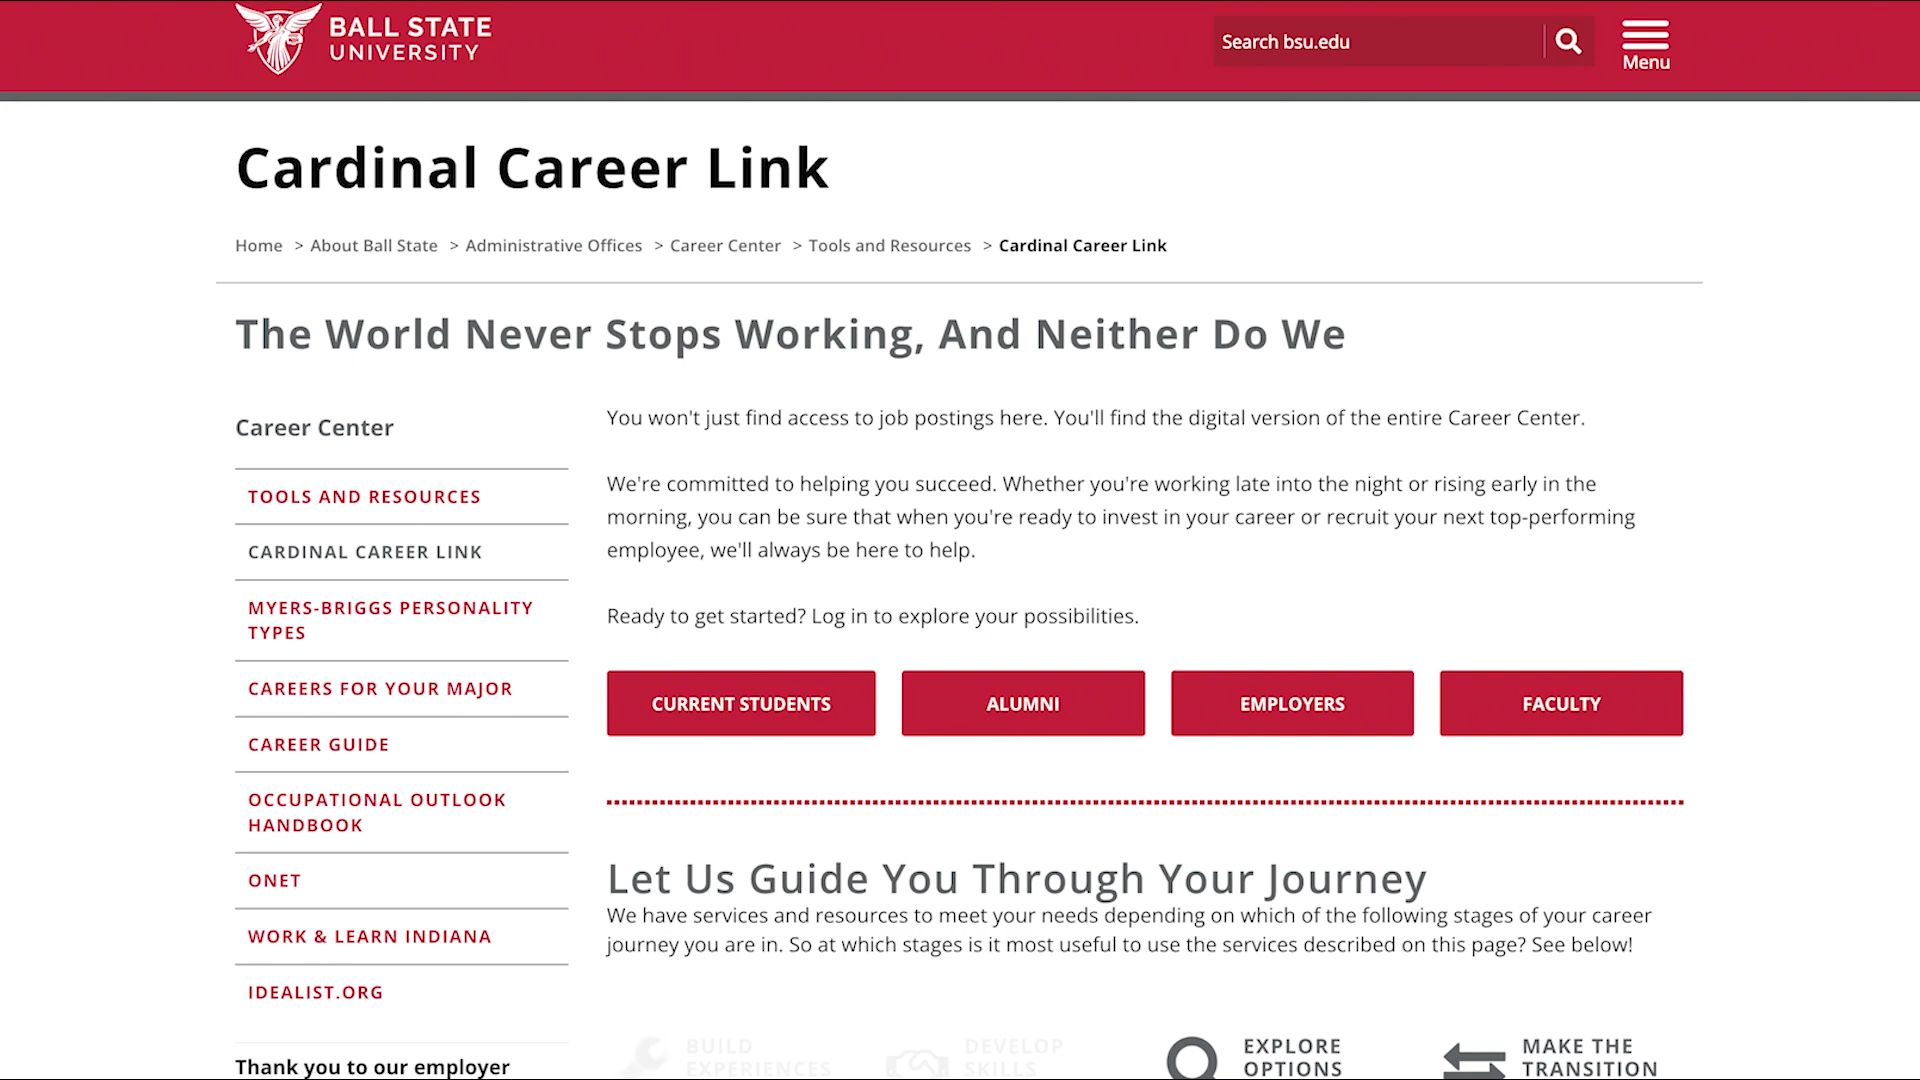 BALL STATE
UNIVERSITY
Search bsu.edu
Menu
Cardinal Career Link
Home > About Ball State > Administrative Offices > Career Center > Tools and Resources > Cardinal Career Link
The World Never Stops Working, And Neither Do We
Career Center
TOOLS AND RESOURCES
CARDINAL CAREER LINK
MYERS-BRIGGS PERSONALITY
TYPES
CAREERS FOR YOUR MAJOR
CAREER GUIDE
OCCUPATIONAL OUTLOOK
HANDBOOK
ONET
WORK & LEARN INDIANA
IDEALIST.ORG
Thank you to our employer
You won't just find access to job postings here. You'll find the digital version of the entire Career Center.
We're committed to helping you succeed. Whether you're working late into the night or rising early in the
morning, you can be sure that when you're ready to invest in your career or recruit your next top-performing
employee, we'll always be here to help.
Ready to get started? Log in to explore your possibilities.
CURRENT STUDENTS
ALUMNI
EMPLOYERS
FACULTY
Let Us Guide You Through Your Journey
We have services and resources to meet your needs depending on which of the following stages of your career
journey you are in. So at which stages is it most useful to use the services described on this page? See below!
BUILD
EXPERIENCES
DEVELOP
SKILLS
EXPLORE
OPTIONS
MAKE THE
TRANSITION